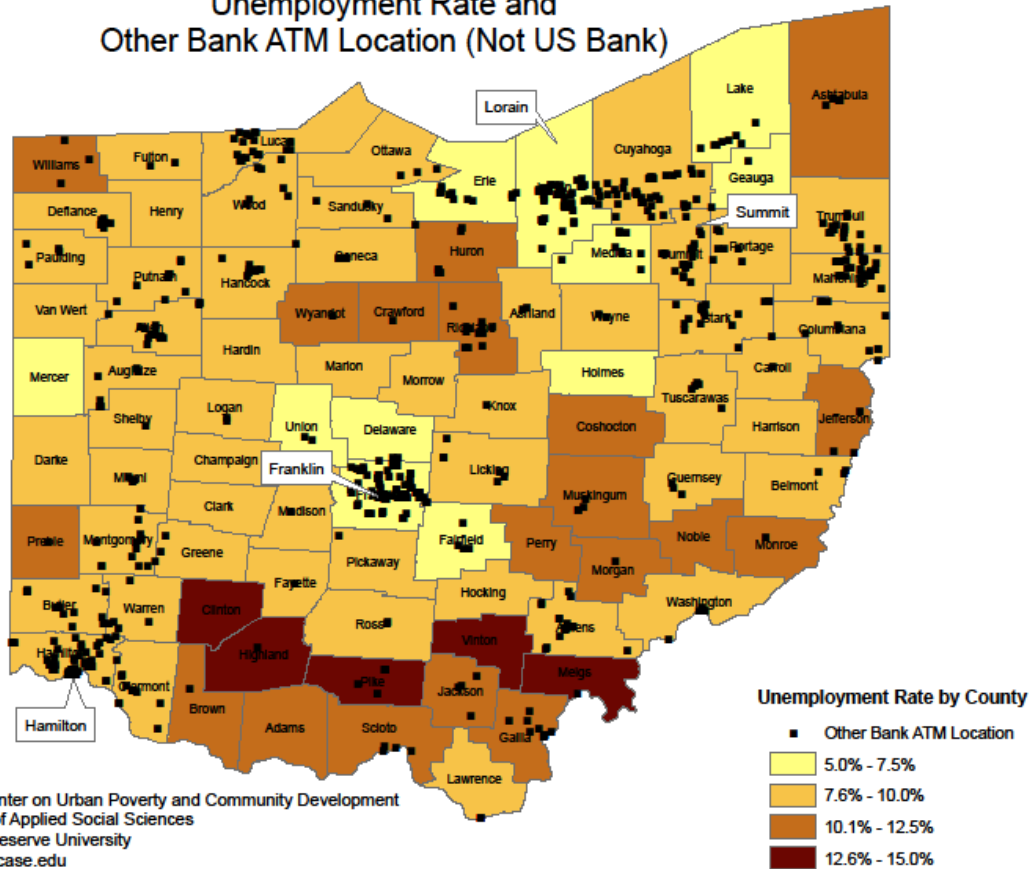 Unemployment Rate and
Other Bank ATM Location (Not US Bank)
Lake
Ashtabula
Lorain
Cuyahoga
Lucas
Ottawa
Williams
Fulton
Geauga
Erie
Defiance
Henry
Wood
Sandusky
Summit
Trumbull
Huron
Medina
Summit
Portage
Paulding
Seneca
Putnam
Hancock
Mahoning
Van Wert
Wyandot
Crawford
Richland
Ashland
Wayne
Stark
Columbiana
Allen
Hardin
Marion
Mercer
Auglaize
Morrow
Holmes
Carroll
Tuscarawas
Logan
Knox
Shelby
Union
Delaware
Coshocton
Harrison
Jefferson
Darke
Champaign
Franklin
Licking
Miami
Guernsey
Belmont
Muskingum
Clark
Madison
Preble
Montgomery
Fairfield
Perry
Noble
Monroe
Greene
Pickaway
Morgan
Fayette
Hocking
Butler
Warren
Clinton
Washington
Ross
Athens
Vinton
Hamilton
Highland
Meigs
Clermont
Pike
Jackson
Brown
Hamilton
Adams
Scioto
Gallia
Lawrence
Unemployment Rate by County
Other Bank ATM Location
5.0% - 7.5%
7.6% - 10.0%
10.1% - 12.5%
12.6% - 15.0%
nter on Urban Poverty and Community Development
of Applied Social Sciences
eserve University
case.edu